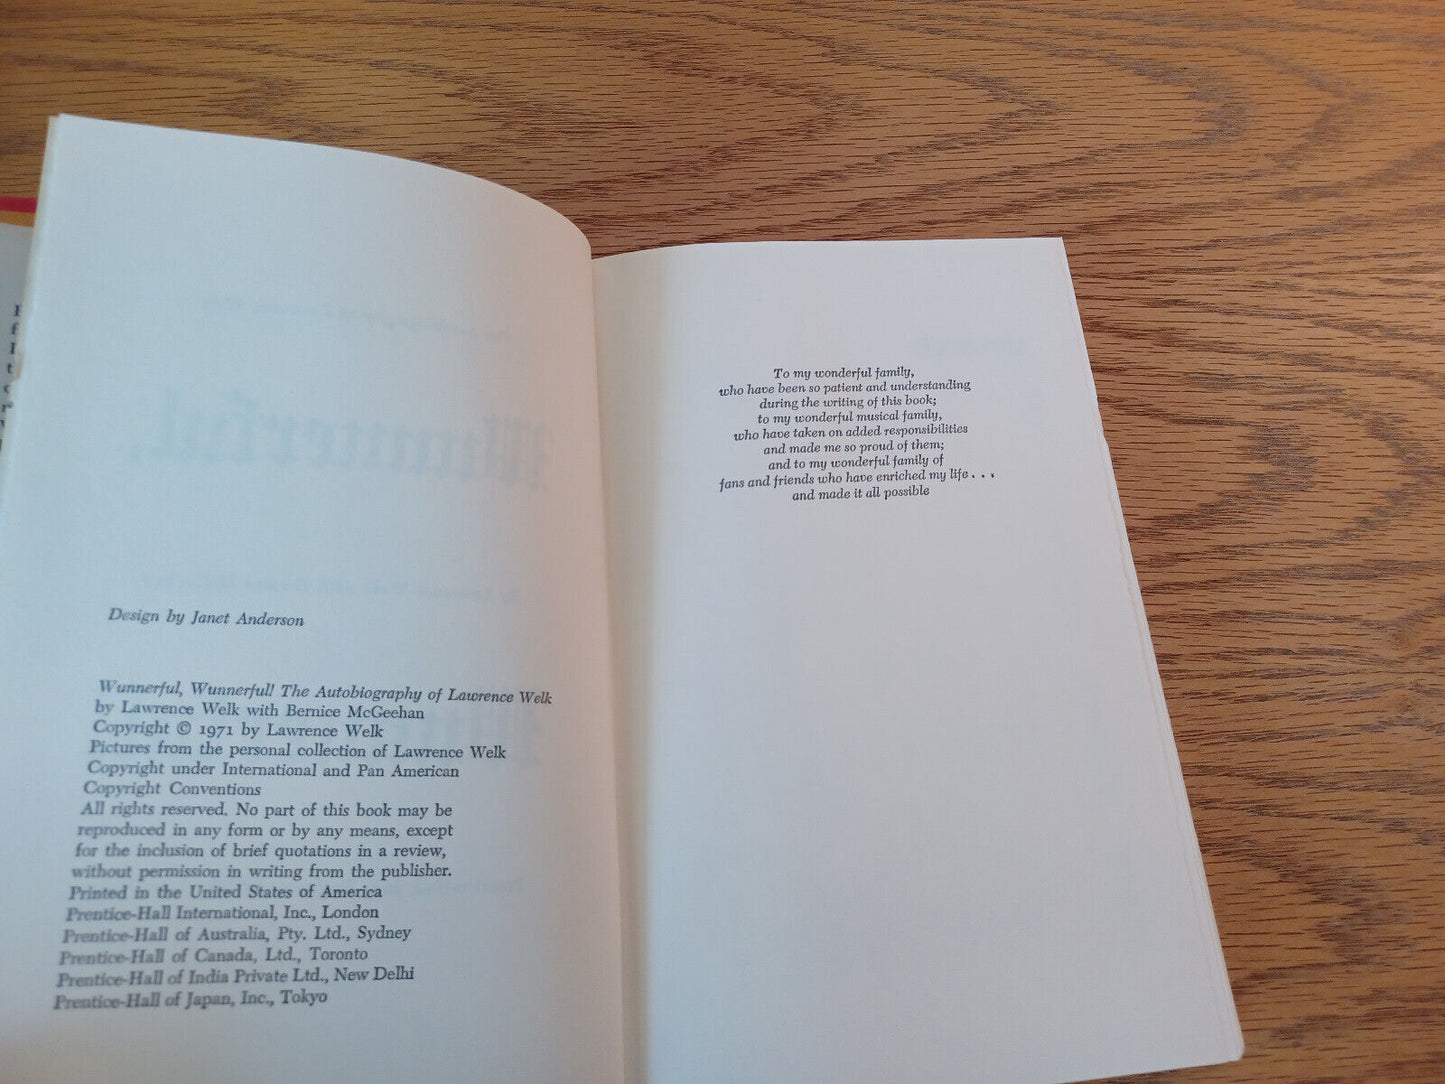 Design by Janet Anderson
Wunnerful, Wunnerful! The Autobiography of Lawrence Welk
by Lawrence Welk with Bernice McGeehan
Copyright © 1971 by Lawrence Welk
Pictures from the personal collection of Lawrence Welk
Copyright under International and Pan American
Copyright Conventions
All rights reserved. No part of this book may be
reproduced in any form or by any means, except
for the inclusion of brief quotations in a review,
without permission in writing from the publisher.
Printed in the United States of America
Prentice-Hall International, Inc., London
Prentice-Hall of Australia, Pty. Ltd., Sydney
Prentice-Hall of Canada, Ltd., Toronto
Prentice-Hall of India Private Ltd., New Delhi
Prentice-Hall of Japan, Inc., Tokyo
To my wonderful family,
who have been so patient and understanding
during the writing of this book;
to my wonderful musical family,
who have taken on added responsibilities
and made me so proud of them;
and to my wonderful family of
fans and friends who have enriched my life . . .
and made it all possible